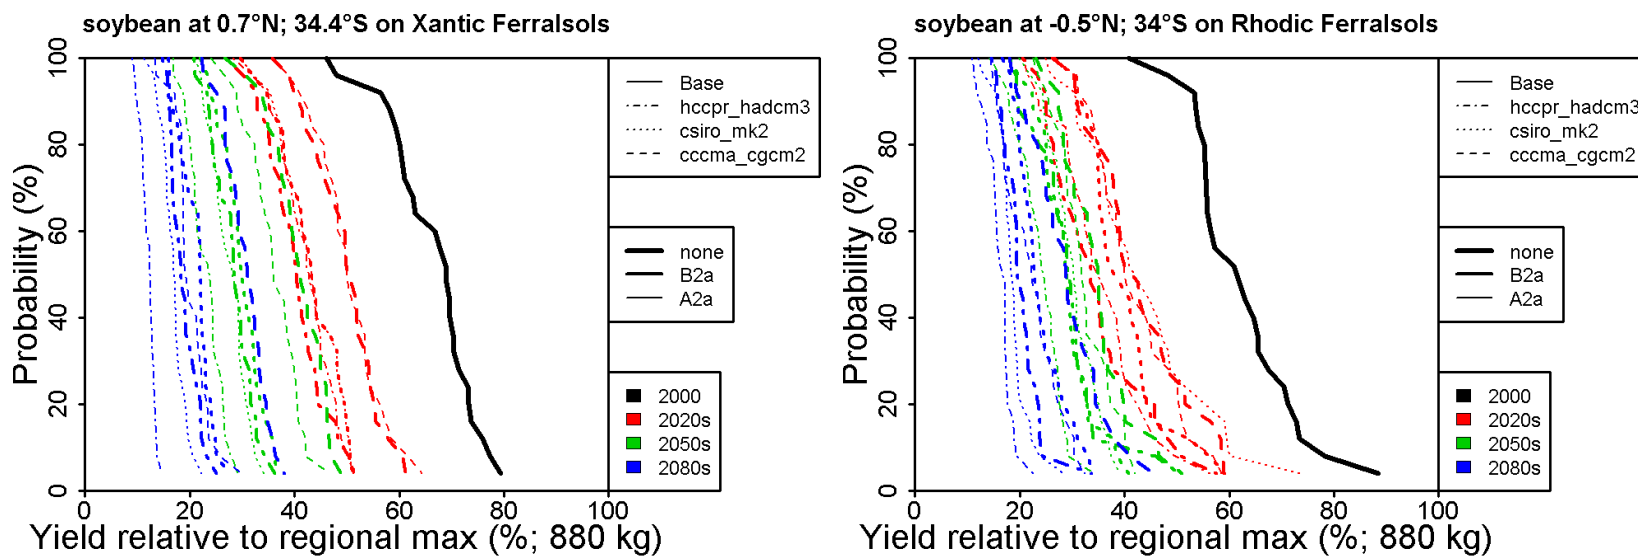 soybean at 0.7°N; 34.4°S on Xantic Ferralsols
Probability (%)
0 20 40 60 80 100
0 20 40 60 80 100
Yield relative to regional max (%; 880 kg)
Base
hccpr_hadcm3
csiro_mk2
cccma_cgcm2
none
B2a
A2a
2000
2020s
2050s
2080s
soybean at -0.5°N; 34°S on Rhodic Ferralsols
Probability (%)
0 20 40 60 80 100
0 20 40 60 80 100
Yield relative to regional max (%; 880 kg)
Base
hccpr_hadcm3
csiro_mk2
cccma_cgcm2
none
B2a
A2a
2000
2020s
2050s
2080s